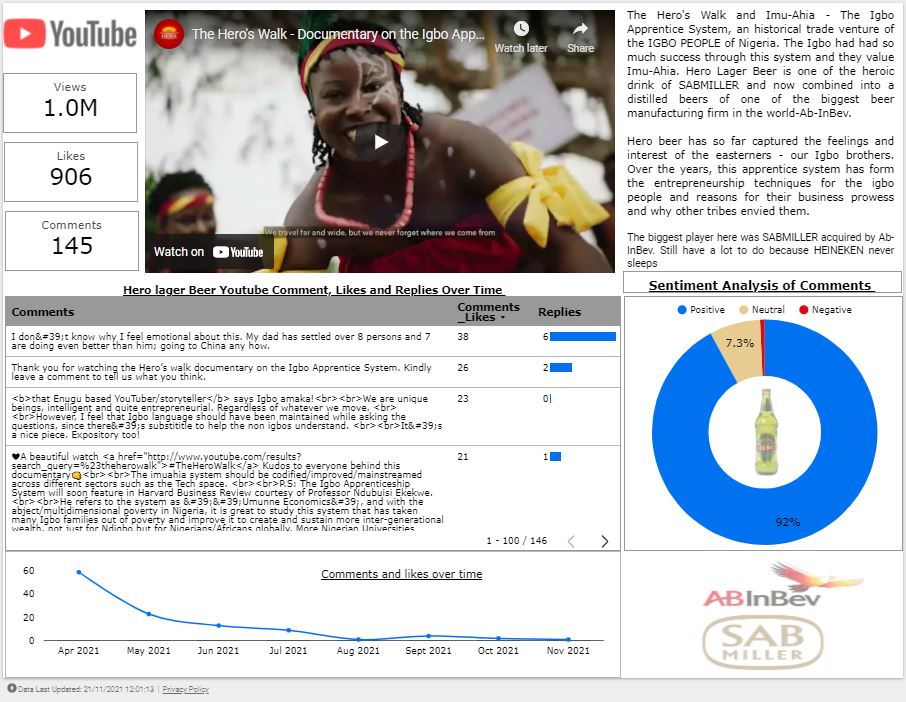 YouTube
Views
1.0M
Likes
906
Comments
145
HERO
The Hero's Walk - Documentary on the Igbo App...
Watch later
Share
We travel far and wide, but we never forget where we come from
Watch on YouTube
The Hero's Walk and Imu-Ahia - The Igbo
Apprentice System, an historical trade venture of
the IGBO PEOPLE of Nigeria. The Igbo had had so
much success through this system and they value
Imu-Ahia. Hero Lager Beer is one of the heroic
drink of SABMILLER and now combined into a
distilled beers of one of the biggest beer
manufacturing firm in the world-Ab-InBev.
Hero beer has so far captured the feelings and
interest of the easterners - our Igbo brothers.
Over the years, this apprentice system has form
the entrepreneurship techniques for the igbo
people and reasons for their business prowess
and why other tribes envied them.
The biggest player here was SABMILLER acquired by Ab-
InBev. Still have a lot to do because HEINEKEN never
sleeps
Hero lager Beer Youtube Comment, Likes and Replies Over Time
Comments
Comments
_Likes
Replies
I don&#39;t know why I feel emotional about this. My dad has settled over 8 persons and 7
are doing even better than him; going to China any how.
38
6
Thank you for watching the Hero's walk documentary on the Igbo Apprentice System. Kindly
leave a comment to tell us what you think.
26
2
<b>that Enugu based YouTuber/storyteller</b> says Igbo amaka!<br><br>We are unique
beings, intelligent and quite entrepreneurial. Regardless of whatever we move. <br>
<br>However, I feel that Igbo language should have been maintained while asking the
questions, since there&#39;s substititle to help the non igbos understand. <br><br>It&#39;s
a nice piece. Expository too!
23
0
❤A beautiful watch <a href="http://www.youtube.com/results?
search_query=%23theherowalk">#TheHeroWalk</a> Kudos to everyone behind this
documentary👏<br><br>The imuahia system should be codified/improved/mainstreamed
across different sectors such as the Tech space. <br><br>P.S: The Igbo Apprenticeship
System will soon feature in Harvard Business Review courtesy of Professor Ndubuisi Ekekwe.
<br><br>He refers to the system as &#39;&#39;Umunne Economics&#39;, and with the
abject/multidimensional poverty in Nigeria, it is great to study this system that has taken
many Igbo families out of poverty and improve it to create and sustain more inter-generational
wealth, not just for Ndigbo but for Nigerians/Africans globally. More Nigerian Universities
21
1
1 - 100 / 146
Sentiment Analysis of Comments
Positive
Neutral
Negative
7.3%
HERO
92%
Comments and likes over time
60
40
20
0
Apr 2021
May 2021
Jun 2021
Jul 2021
Aug 2021
Sept 2021
Oct 2021
Nov 2021
ABInBev
SAB
MILLER
Data Last Updated: 21/11/2021 12:01:13 | Privacy Policy